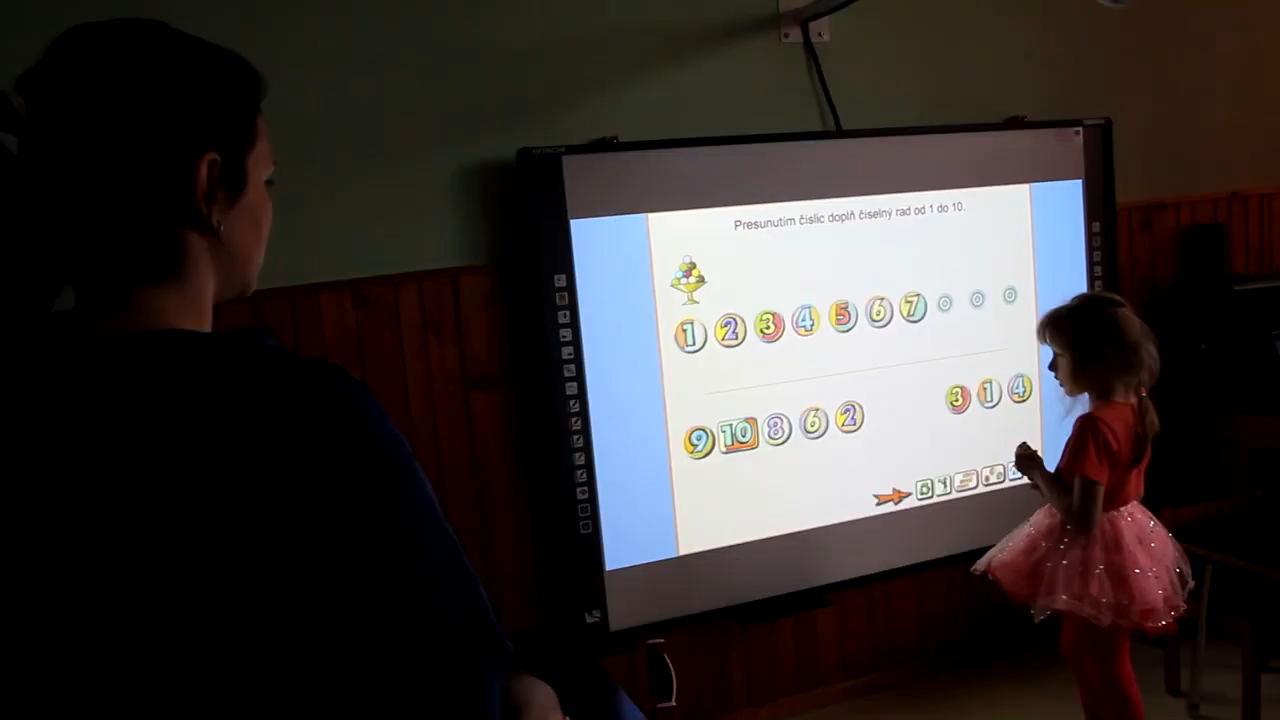 HITACHI
Presunutím číslic doplň číselný rad od 1 do 10.
1 2 3 4 5 6 7
9 10 8 6 2 3 1 4